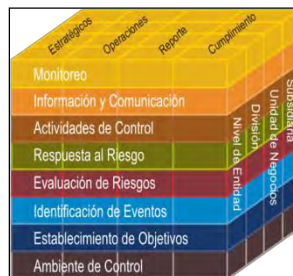 Estratégicos
Operaciones
Reporte
Cumplimiento
Monitoreo
Información y Comunicación
Actividades de Control
Respuesta al Riesgo
Evaluación de Riesgos
Identificación de Eventos
Establecimiento de Objetivos
Ambiente de Control
Nivel de Entidad
División
Unidad de Negocios
Subsidiaria